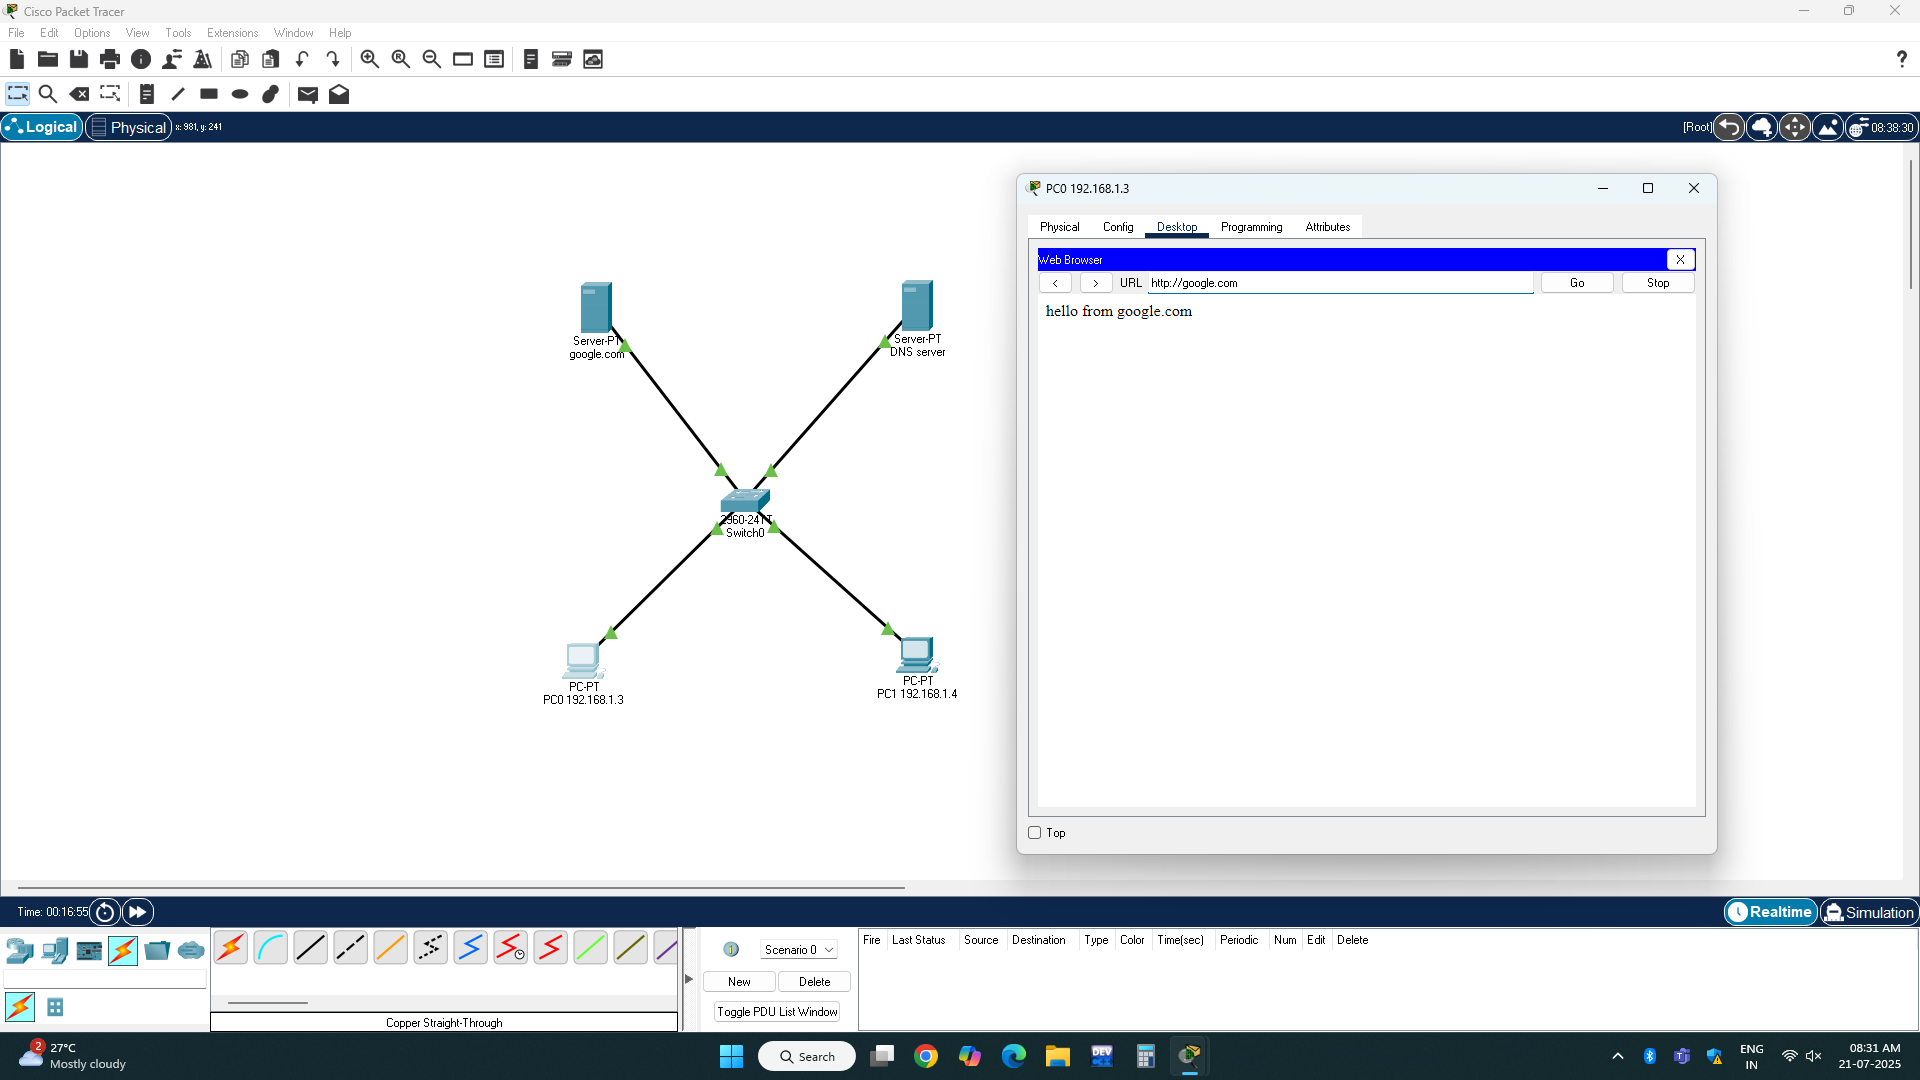 Cisco Packet Tracer
File Edit Options View Tools Extensions Window Help
Logical Physical x: 981, y: 241 [Root] 08:38:30
PC0 192.168.1.3
Physical Config Desktop Programming Attributes
Web Browser X
< > URL http://google.com Go Stop
hello from google.com
Server-PT
google.com
Server-PT
DNS server
2960-24TT
Switch0
PC-PT
PC0 192.168.1.3
PC-PT
PC1 192.168.1.4
Top
Time: 00:16:55 Realtime Simulation
Scenario 0
New Delete
Toggle PDU List Window
Fire Last Status Source Destination Type Color Time(sec) Periodic Num Edit Delete
Copper Straight-Through
2
27°C
Mostly cloudy
Search
DEV
ENG
IN
08:31 AM
21-07-2025